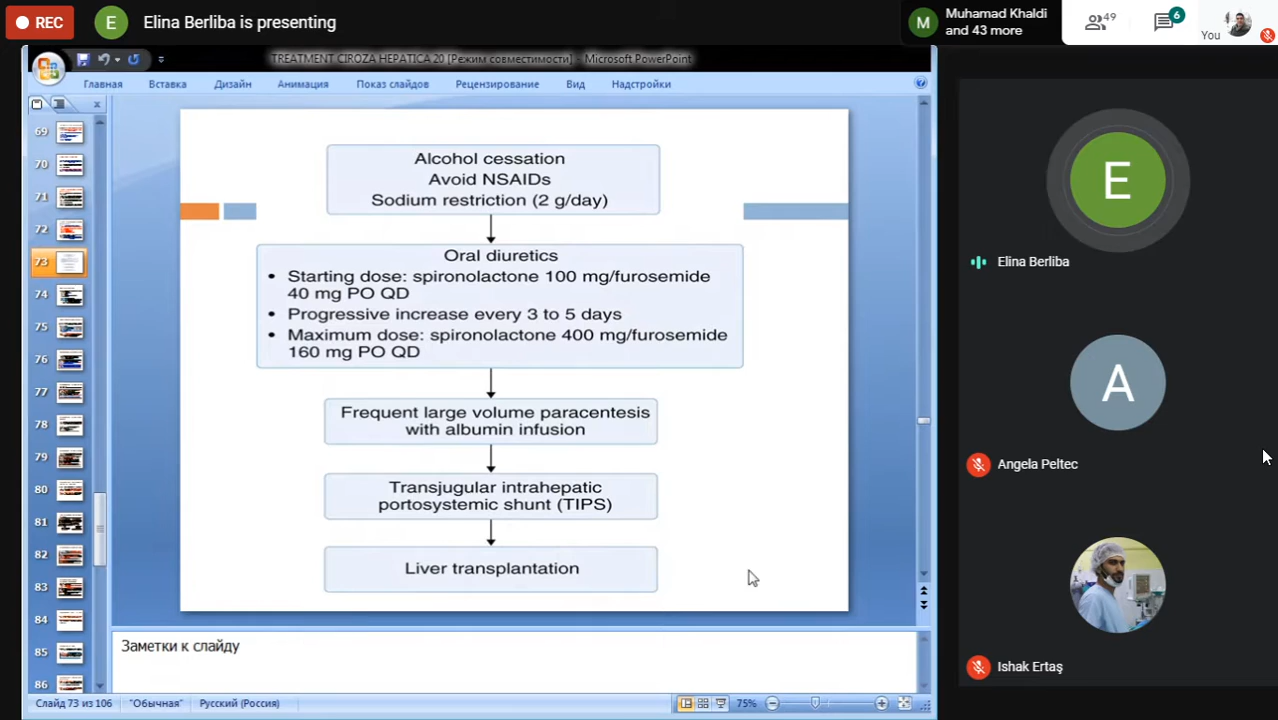 REC
E
Elina Berliba is presenting
M
Muhamad Khaldi
and 43 more
49
6
You
TREATMENT CIROZA HEPATICA 20 [Режим совместимости] - Microsoft PowerPoint
Главная
Вставка
Дизайн
Анимация
Показ слайдов
Рецензирование
Вид
Надстройки
69
70
71
72
73
74
75
76
77
78
79
80
81
82
83
84
85
86
Alcohol cessation
Avoid NSAIDs
Sodium restriction (2 g/day)
Oral diuretics
• Starting dose: spironolactone 100 mg/furosemide
40 mg PO QD
• Progressive increase every 3 to 5 days
• Maximum dose: spironolactone 400 mg/furosemide
160 mg PO QD
Frequent large volume paracentesis
with albumin infusion
Transjugular intrahepatic
portosystemic shunt (TIPS)
Liver transplantation
Заметки к слайду
Слайд 73 из 106
"Обычная"
Русский (Россия)
75%
E
Elina Berliba
A
Angela Peltec
Ishak Ertaş